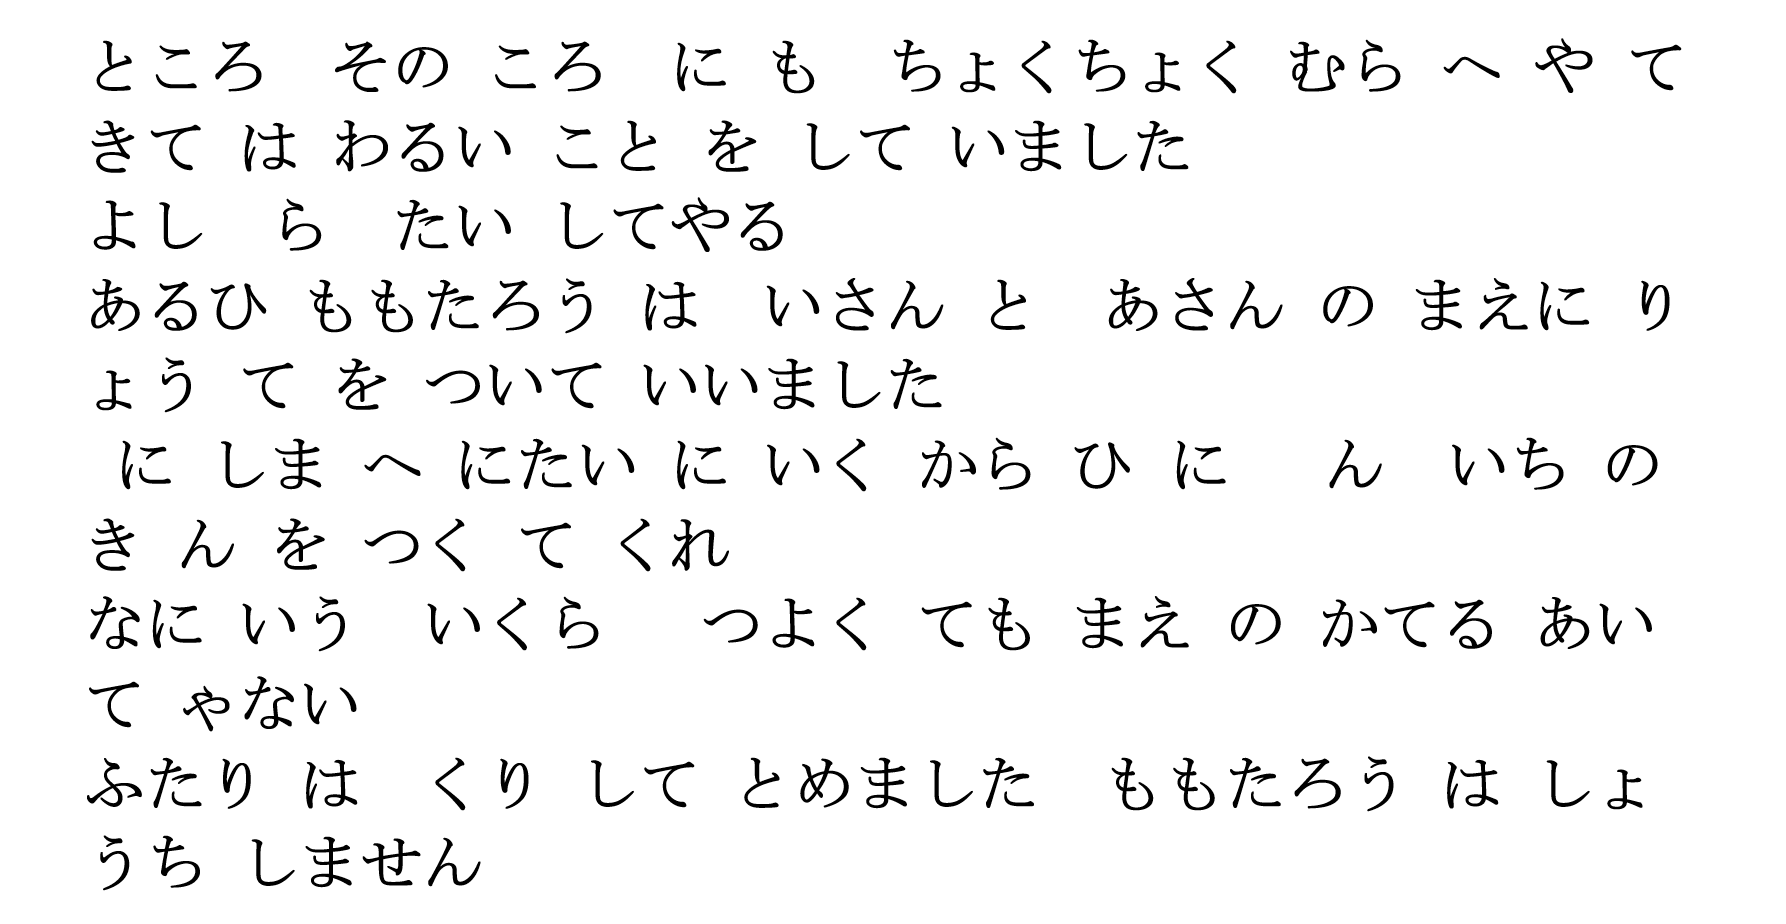 ところ そのころ に も ちょくちょく むら へ や て
きて は わるい こと を して いました
よし ら たい してやる
あるひ ももたろう は いさん と あさん の まえに り
ょう て を ついて いいました
に しま へ にたい に いく から ひ に ん いち の
き ん を つく て くれ
なに いう いくら つよく ても まえ の かてる あい
て ゃない
ふたり は くり して とめました ももたろう は しょ
うち しません